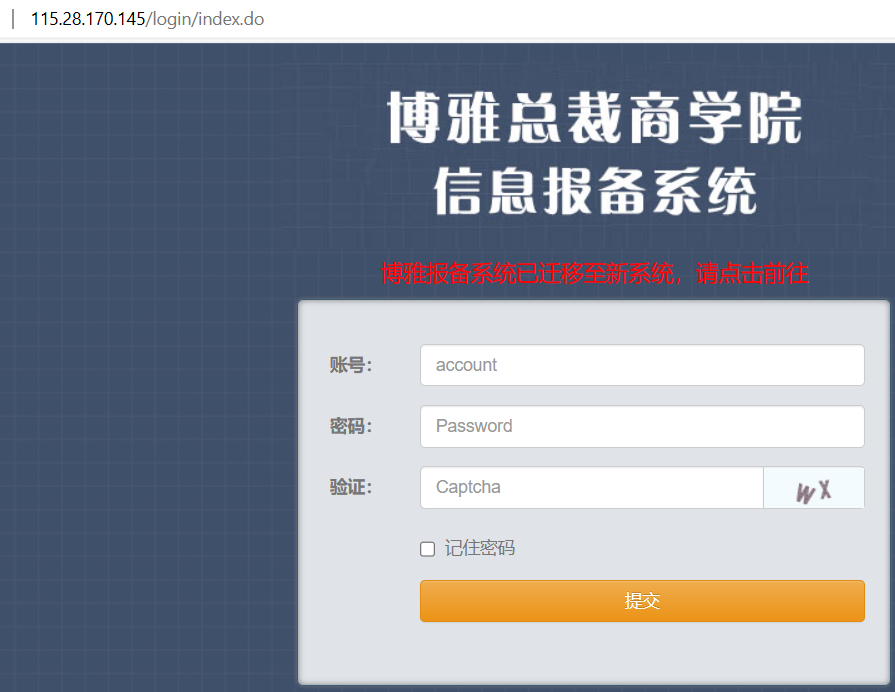 115.28.170.145/login/index.do
博雅总裁商学院
信息报备系统
博雅报备系统已迁移至新系统，请点击前往
账号： account
密码： Password
验证： Captcha WX
记住密码
提交